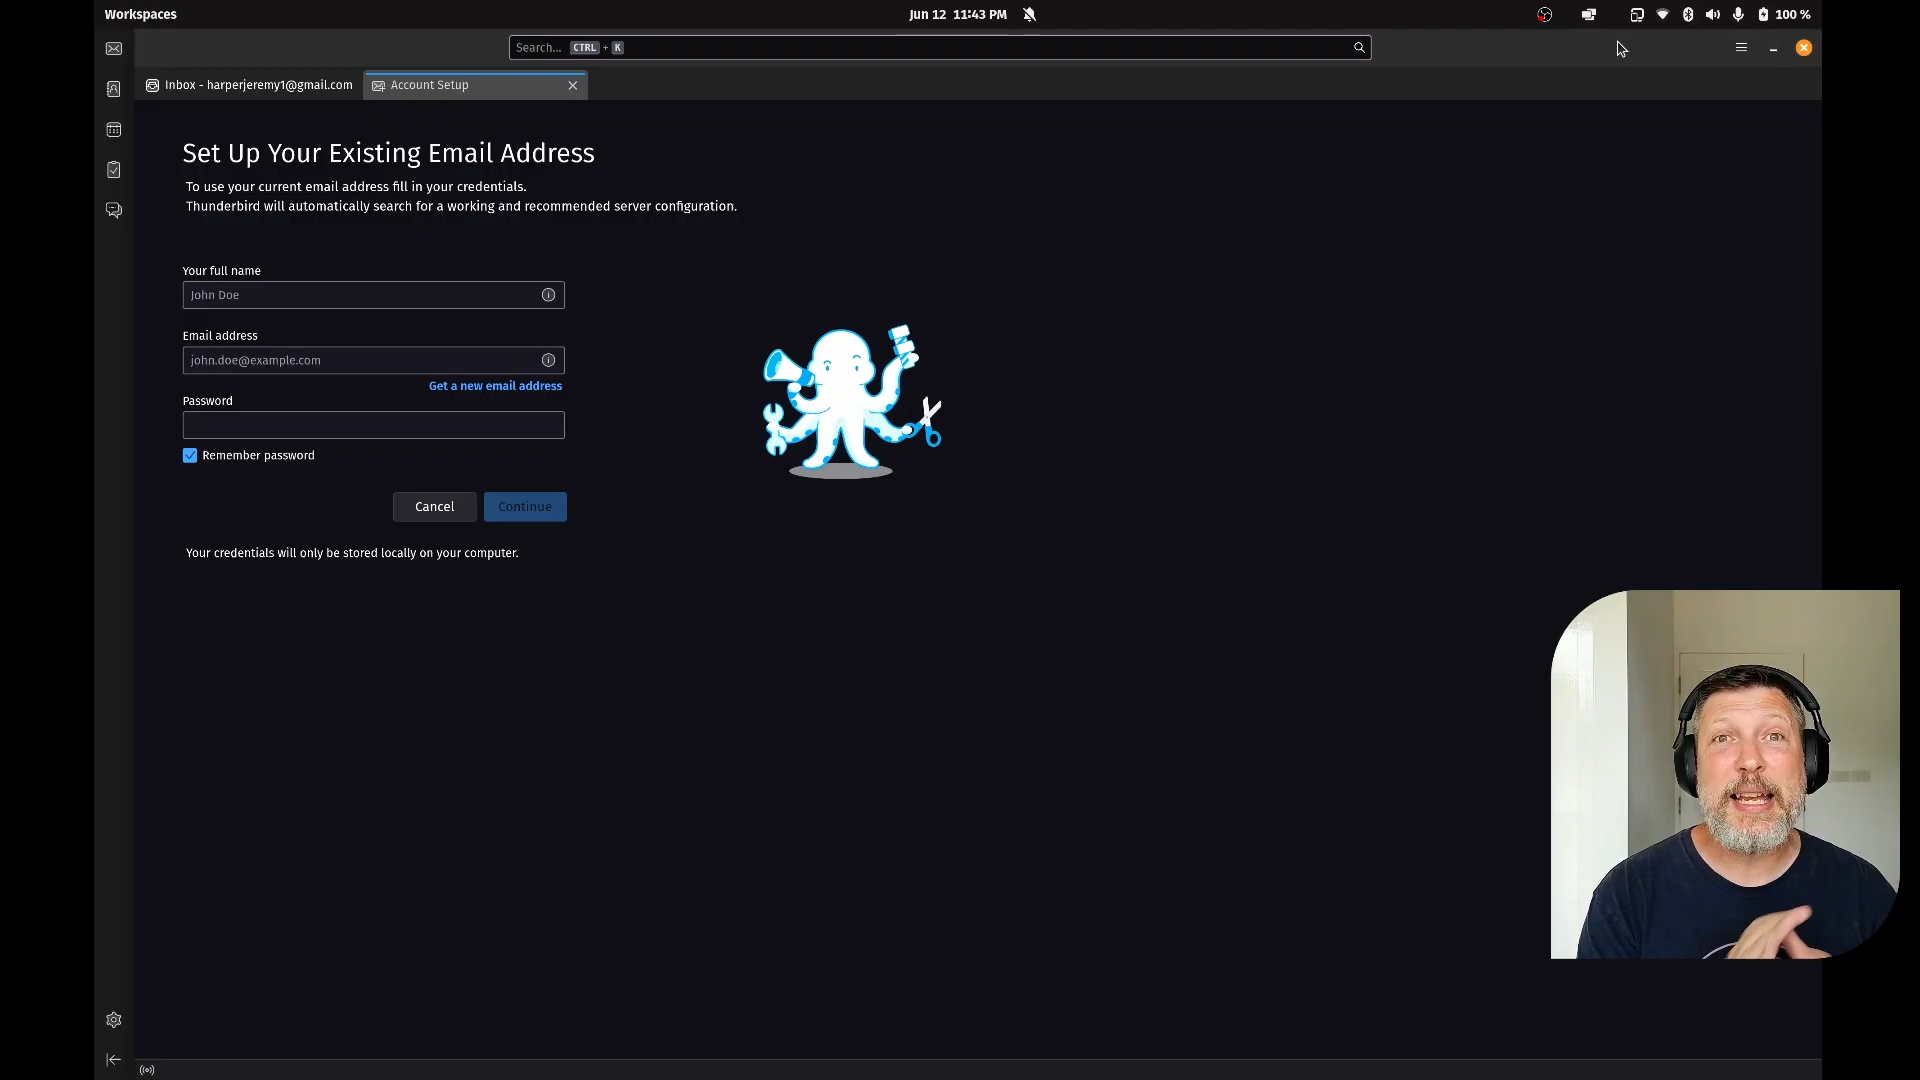 Workspaces
Jun 12 11:43 PM
100 %
Search... CTRL + K
Inbox - harperjeremy1@gmail.com
Account Setup
Set Up Your Existing Email Address
To use your current email address fill in your credentials.
Thunderbird will automatically search for a working and recommended server configuration.
Your full name
John Doe
Email address
john.doe@example.com
Get a new email address
Password
Remember password
Cancel
Continue
Your credentials will only be stored locally on your computer.